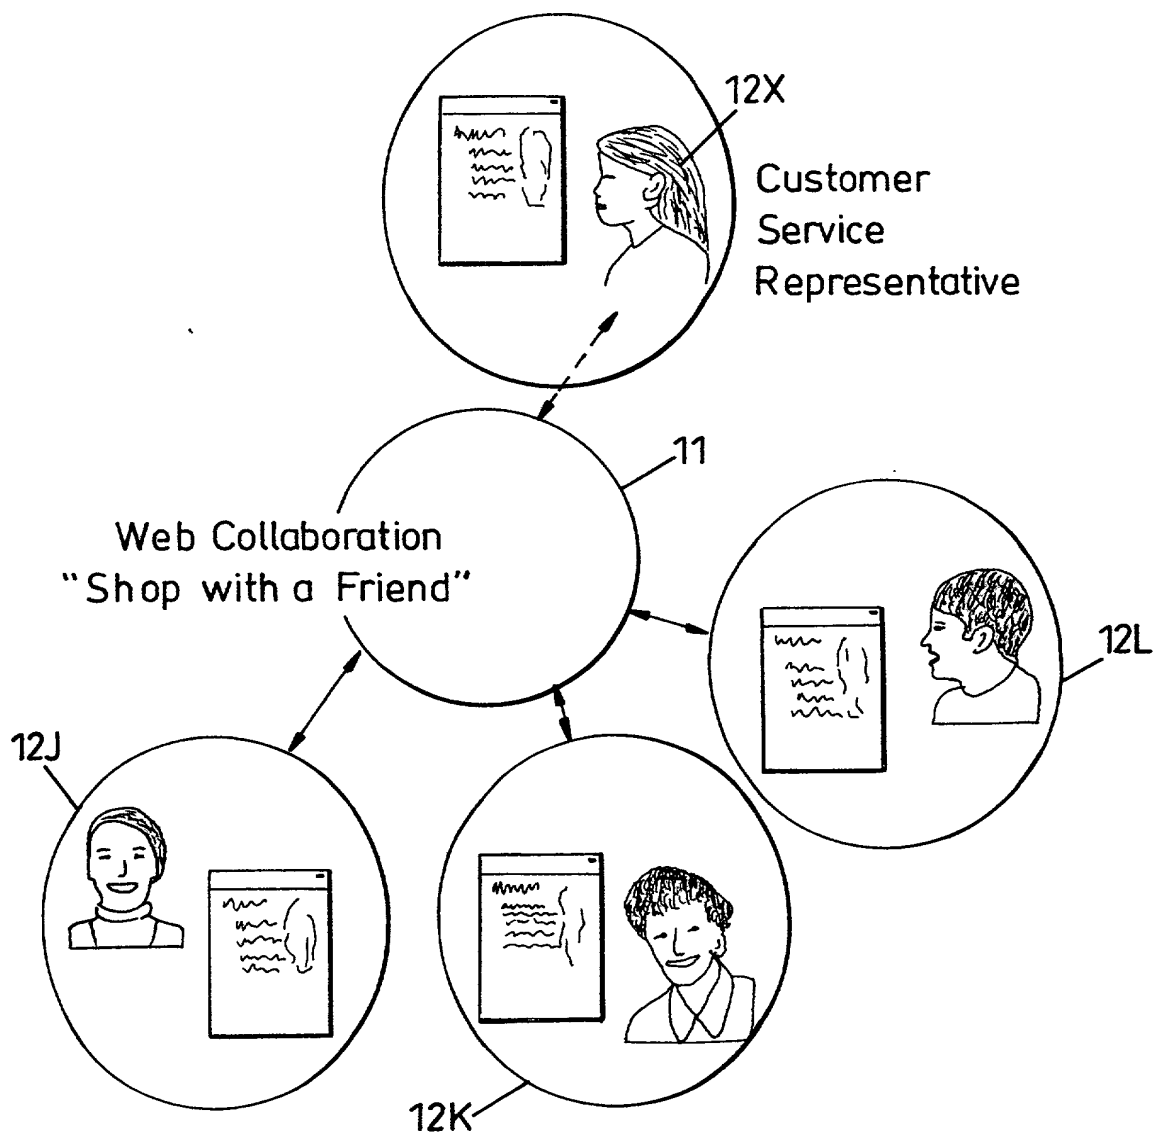 12X
Customer
Service
Representative
11
Web Collaboration
"Shop with a Friend"
12L
12J
12K